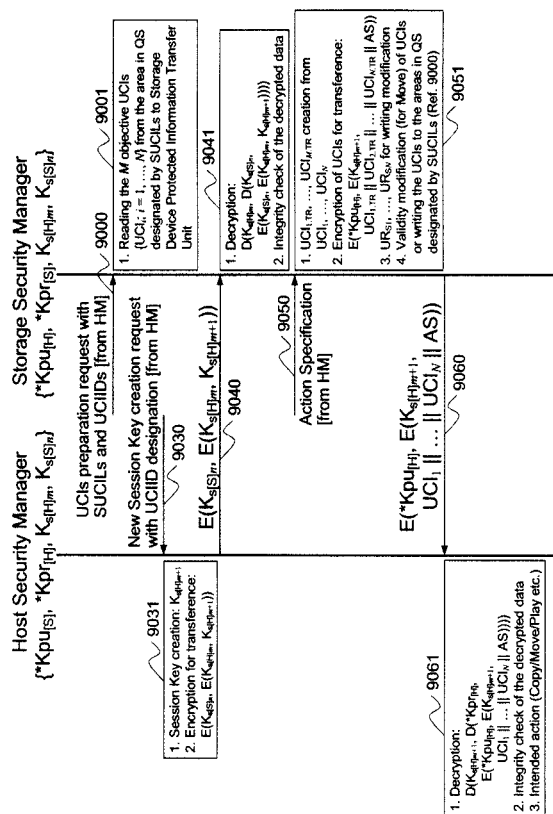 Host Security Manager
{*Kpu[S], *Kpr[H], Ks[H]m, Ks[S]n}
Storage Security Manager
{*Kpu[H], *Kpr[S], Ks[H]m, Ks[S]n}
UCIs preparation request with
SUCILs and UCIIDs [from HM]
9000
9001
1. Reading the M objective UCIs
{UCIi, i = 1, …, N} from the area in QS
designated by SUCILs to Storage
Device Protected Information Transfer
Unit
New Session Key creation request
with UCIID designation [from HM]
9030
9031
1. Session Key creation: Ks[H]m+1
2. Encryption for transference:
E(Ks[S]n, E(Ks[H]m, Ks[H]m+1))
E(Ks[S]n, E(Ks[H]m, Ks[H]m+1))
9040
9041
1. Decryption:
D(Ks[H]m, D(Ks[S]n,
E(Ks[S]n, E(Ks[H]m, Ks[H]m+1))))
2. Integrity check of the decrypted data
9050
Action Specification
[from HM]
1. UCI1,TR, …, UCIN,TR creation from
UCI1, …, UCIN
2. Encryption of UCIs for transference:
E(*Kpu[H], E(Ks[H]m+1,
UCI1,TR || UCI2,TR || … || UCIN,TR || AS))
3. URS1, …, URSN for writing modification
4. Validity modification (for Move) of UCIs
or writing the UCIs to the areas in QS
designated by SUCILs (Ref. 9000)
9051
E(*Kpu[H], E(Ks[H]m+1,
UCI1 || … || UCIN || AS)
9060
9061
1. Decryption:
D(Ks[H]m+1, D(*Kpr[H],
E(*Kpu[H], E(Ks[H]m+1,
UCI1 || … || UCIN || AS))))
2. Integrity check of the decrypted data
3. Intended action (Copy/Move/Play etc.)